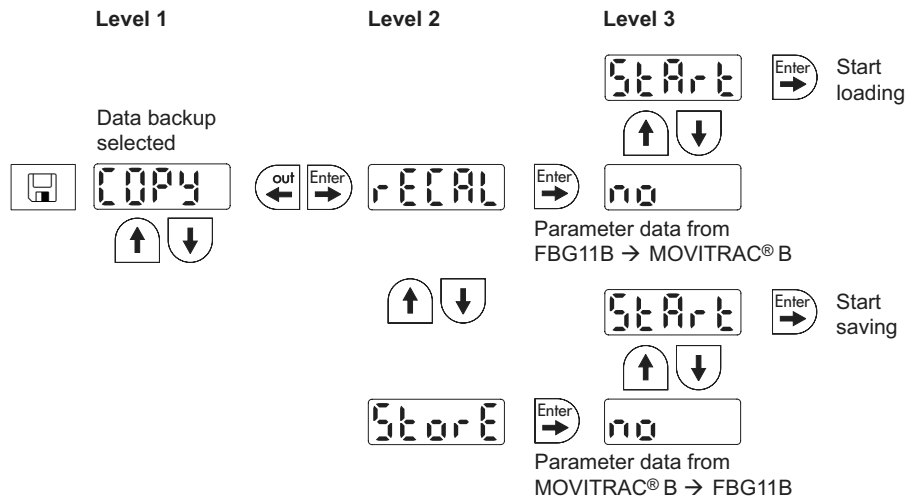 Level 1
Level 2
Level 3
StArt
Enter
Start
loading
Data backup
selected
COPY
out
Enter
rECAL
Enter
no
Parameter data from
FBG11B → MOVITRAC® B
StArt
Enter
Start
saving
StorE
Enter
no
Parameter data from
MOVITRAC® B → FBG11B